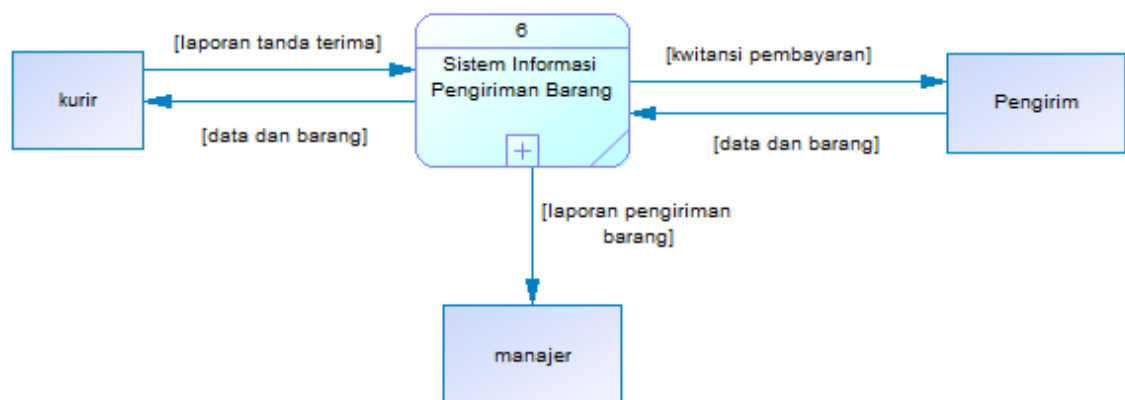 6
[laporan tanda terima]
Sistem Informasi
Pengiriman Barang
[kwitansi pembayaran]
kurir
Pengirim
[data dan barang]
[data dan barang]
[laporan pengiriman
barang]
manajer